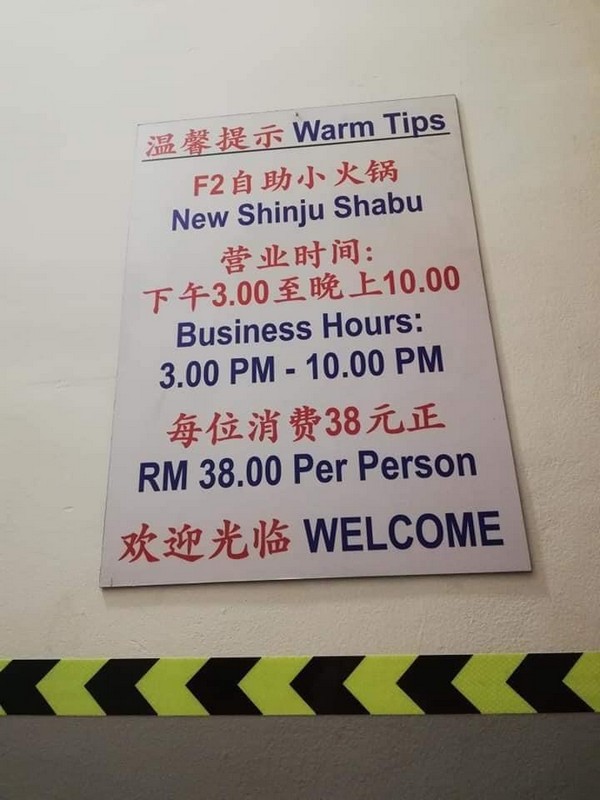 温馨提示 Warm Tips
F2自助小火锅
New Shinju Shabu
营业时间:
下午3.00至晚上10.00
Business Hours:
3.00 PM - 10.00 PM
每位消费38元正
RM 38.00 Per Person
欢迎光临 WELCOME